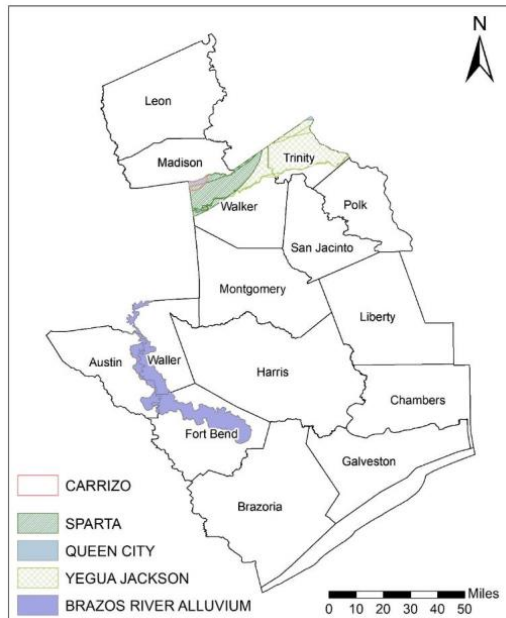 N
Leon
Madison
Trinity
Walker
Polk
San Jacinto
Montgomery
Liberty
Austin
Waller
Harris
Chambers
Fort Bend
Galveston
Brazoria
CARRIZO
SPARTA
QUEEN CITY
YEGUA JACKSON
BRAZOS RIVER ALLUVIUM
Miles
0 10 20 30 40 50